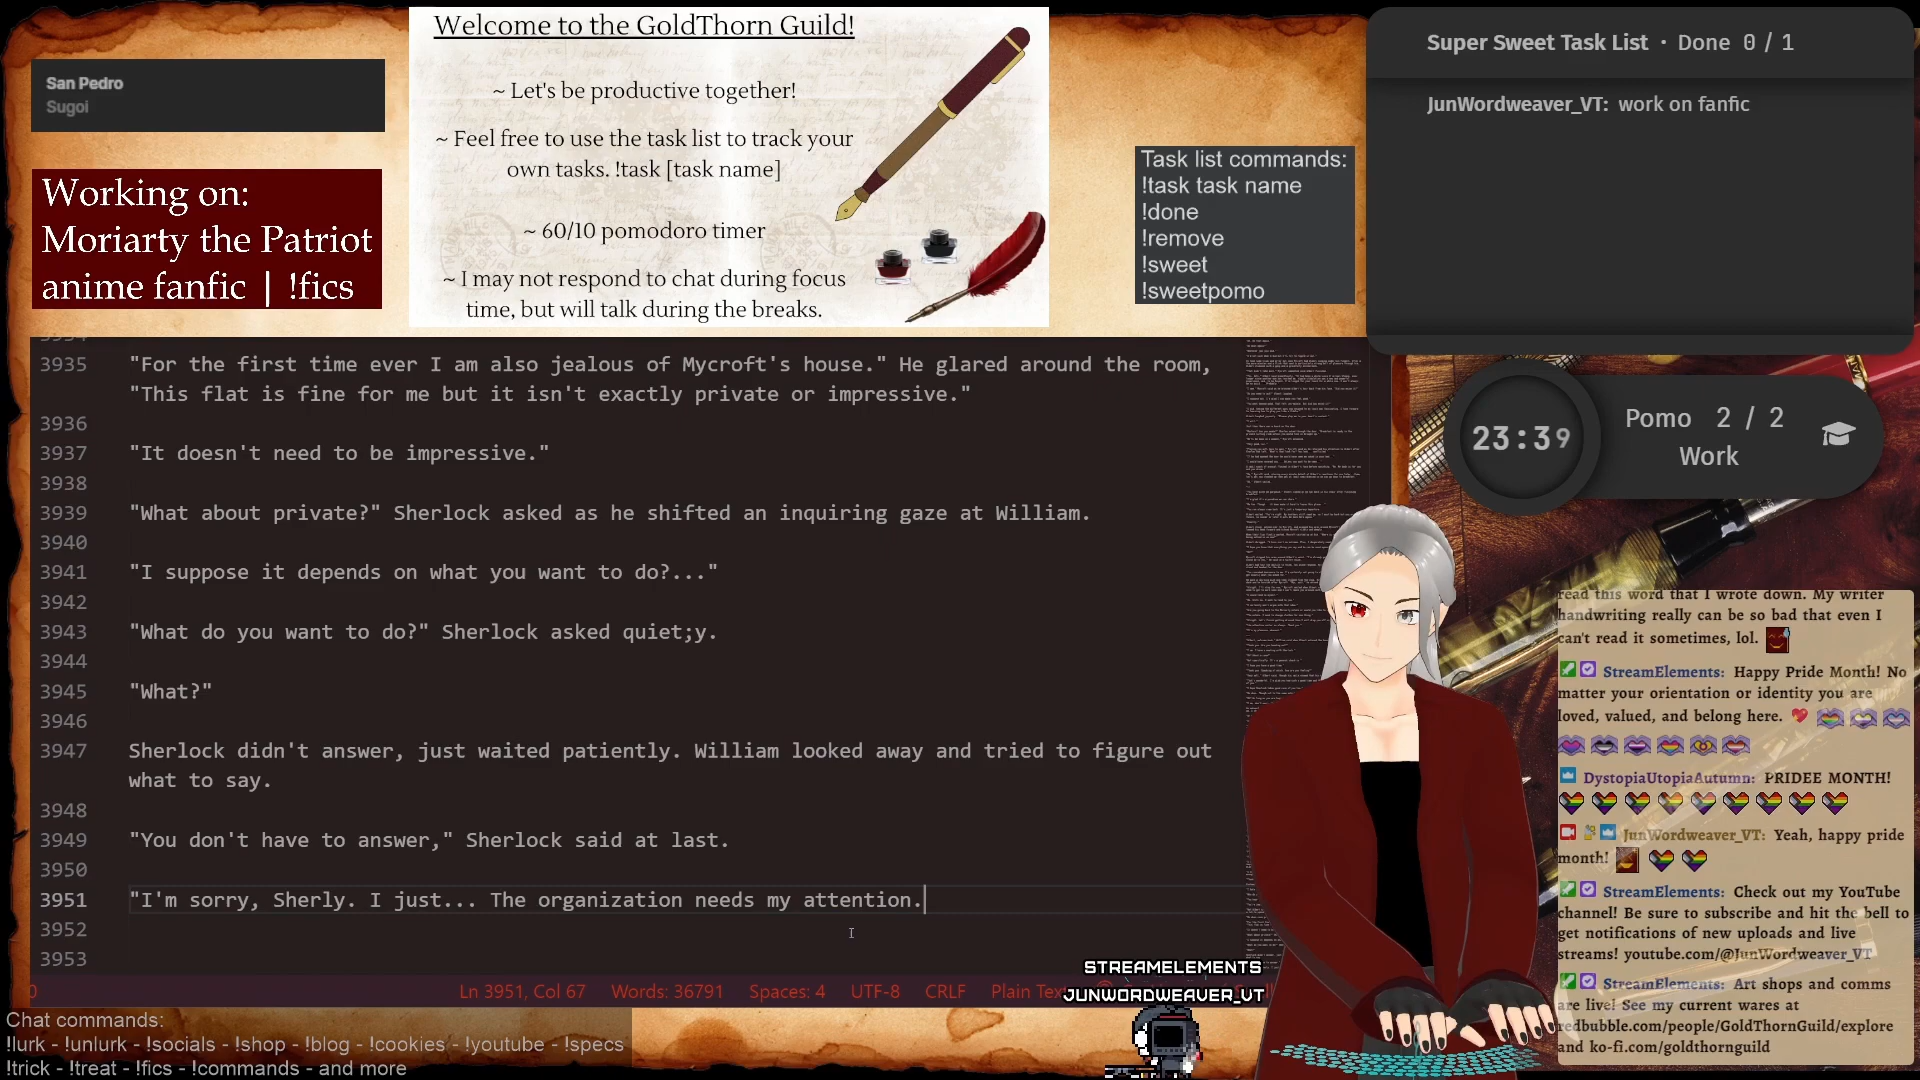 Welcome to the GoldThorn Guild!
~ Let's be productive together!
~ Feel free to use the task list to track your
own tasks. !task [task name]
~ 60/10 pomodoro timer
~ I may not respond to chat during focus
time, but will talk during the breaks.
San Pedro
Sugoi
Working on:
Moriarty the Patriot
anime fanfic | !fics
Task list commands:
!task task name
!done
!remove
!sweet
!sweetpomo
Super Sweet Task List · Done 0 / 1
JunWordweaver_VT: work on fanfic
23:39
Pomo 2 / 2
Work
3935 "For the first time ever I am also jealous of Mycroft's house." He glared around the room,
"This flat is fine for me but it isn't exactly private or impressive."
3936
3937 "It doesn't need to be impressive."
3938
3939 "What about private?" Sherlock asked as he shifted an inquiring gaze at William.
3940
3941 "I suppose it depends on what you want to do?..."
3942
3943 "What do you want to do?" Sherlock asked quiet;y.
3944
3945 "What?"
3946
3947 Sherlock didn't answer, just waited patiently. William looked away and tried to figure out
what to say.
3948
3949 "You don't have to answer," Sherlock said at last.
3950
3951 "I'm sorry, Sherly. I just... The organization needs my attention.
3952
3953
Ln 3951, Col 67 Words: 36791 Spaces: 4 UTF-8 CRLF Plain Tex
STREAMELEMENTS
JUNWORDWEAVER_VT
Chat commands:
!lurk - !unlurk - !socials - !shop - !blog - !cookies - !youtube - !specs
!trick - !treat - !fics - !commands - and more
read this word that I wrote down. My writer
handwriting really can be so bad that even I
can't read it sometimes, lol.
StreamElements: Happy Pride Month! No
matter your orientation or identity you are
loved, valued, and belong here.
DystopiaUtopiaAutumn: PRIDEE MONTH!
JunWordweaver_VT: Yeah, happy pride
month!
StreamElements: Check out my YouTube
channel! Be sure to subscribe and hit the bell to
get notifications of new uploads and live
streams! youtube.com/@JunWordweaver_VT
StreamElements: Art shops and comms
are live! See my current wares at
redbubble.com/people/GoldThornGuild/explore
and ko-fi.com/goldthornguild